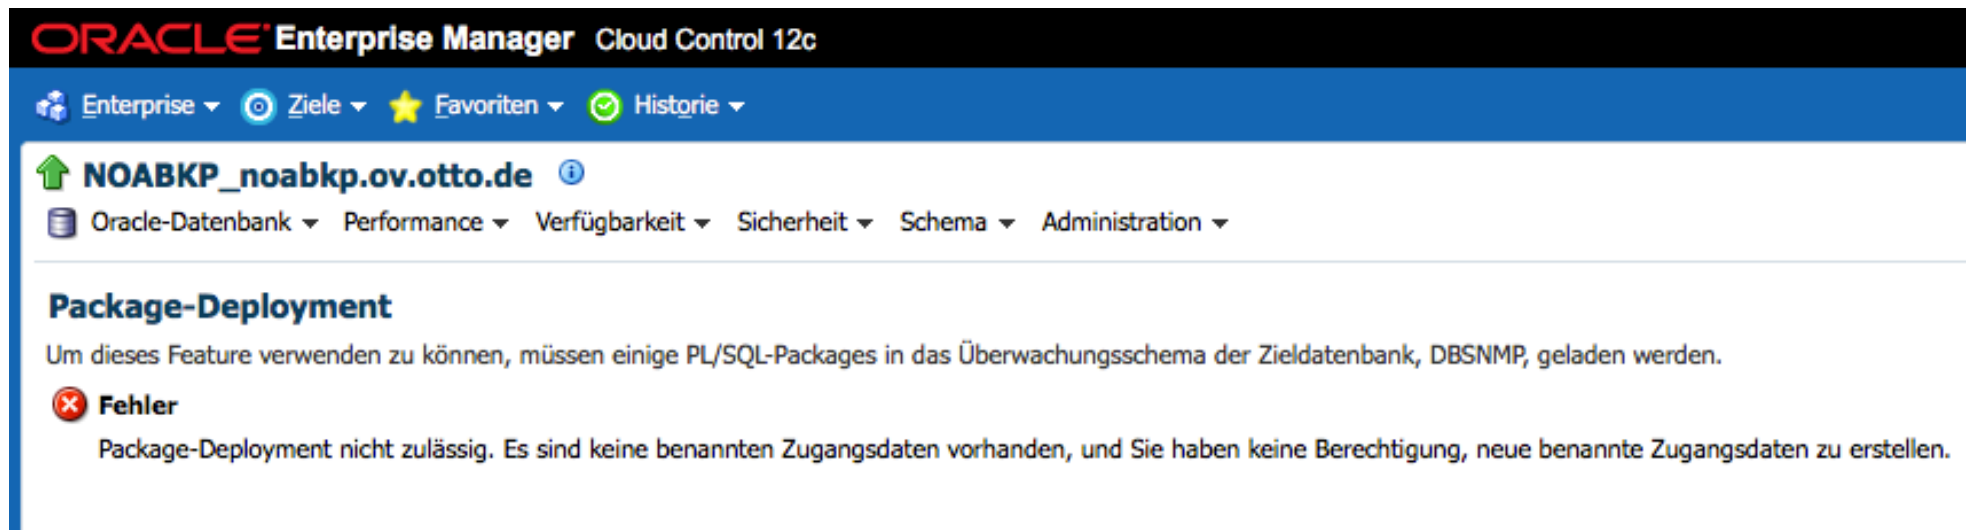 ORACLE Enterprise Manager Cloud Control 12c
Enterprise Ziele Favoriten Historie
NOABKP_noabkp.ov.otto.de
Oracle-Datenbank Performance Verfügbarkeit Sicherheit Schema Administration
Package-Deployment
Um dieses Feature verwenden zu können, müssen einige PL/SQL-Packages in das Überwachungsschema der Zieldatenbank, DBSNMP, geladen werden.
Fehler
Package-Deployment nicht zulässig. Es sind keine benannten Zugangsdaten vorhanden, und Sie haben keine Berechtigung, neue benannte Zugangsdaten zu erstellen.